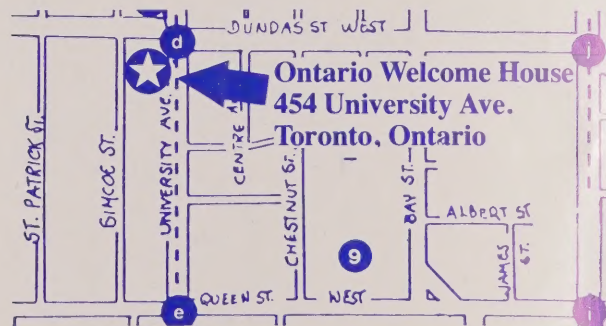 DUNDAS ST WEST
d
j
Ontario Welcome House
454 University Ave.
Toronto, Ontario
ST. PATRICK ST.
SIMCOE ST.
UNIVERSITY AVE.
CENTRE
CHESTNUT St.
BAY ST.
ALBERT ST
JAMES ST.
9
e
QUEEN ST. WEST
i